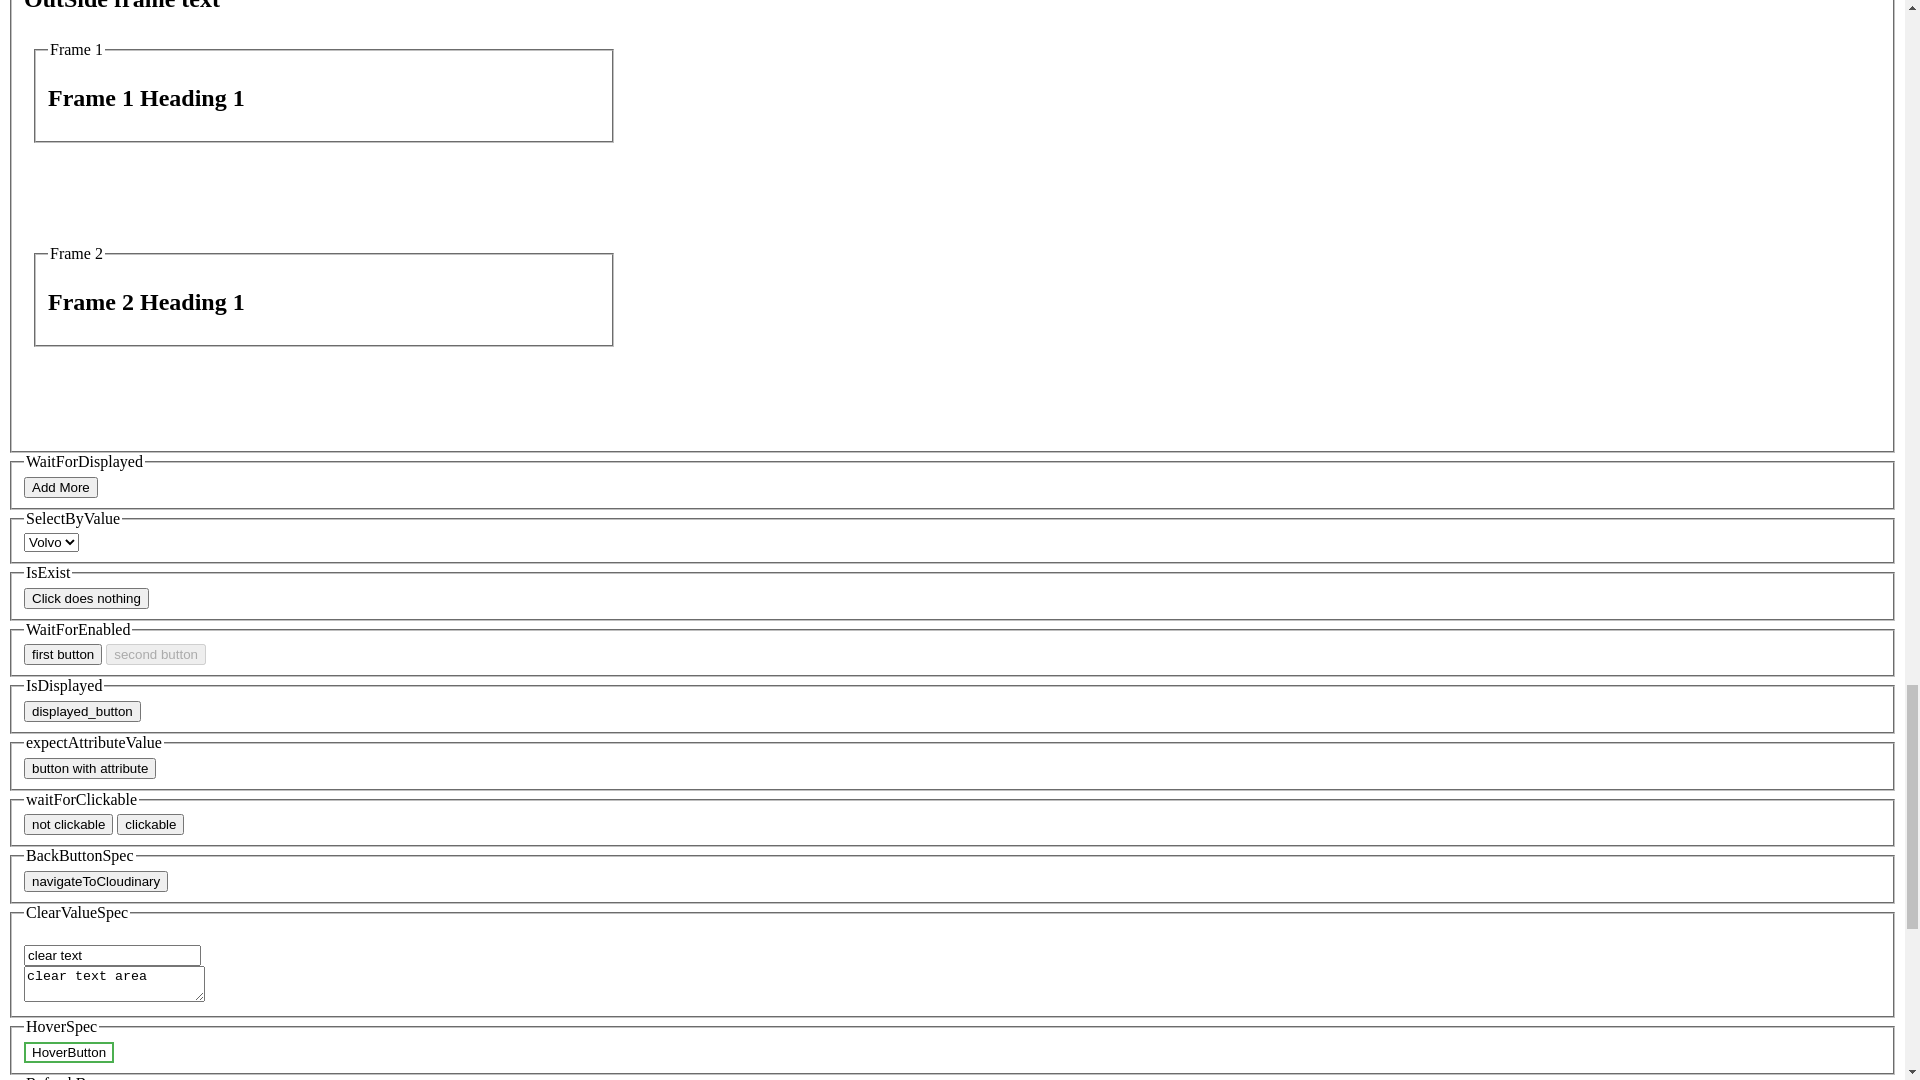 OutSide frame text
Frame 1
Frame 1 Heading 1
Frame 2
Frame 2 Heading 1
WaitForDisplayed
Add More
SelectByValue
Volvo
IsExist
Click does nothing
WaitForEnabled
first button second button
IsDisplayed
displayed_button
expectAttributeValue
button with attribute
waitForClickable
not clickable clickable
BackButtonSpec
navigateToCloudinary
ClearValueSpec
clear text
clear text area
HoverSpec
HoverButton